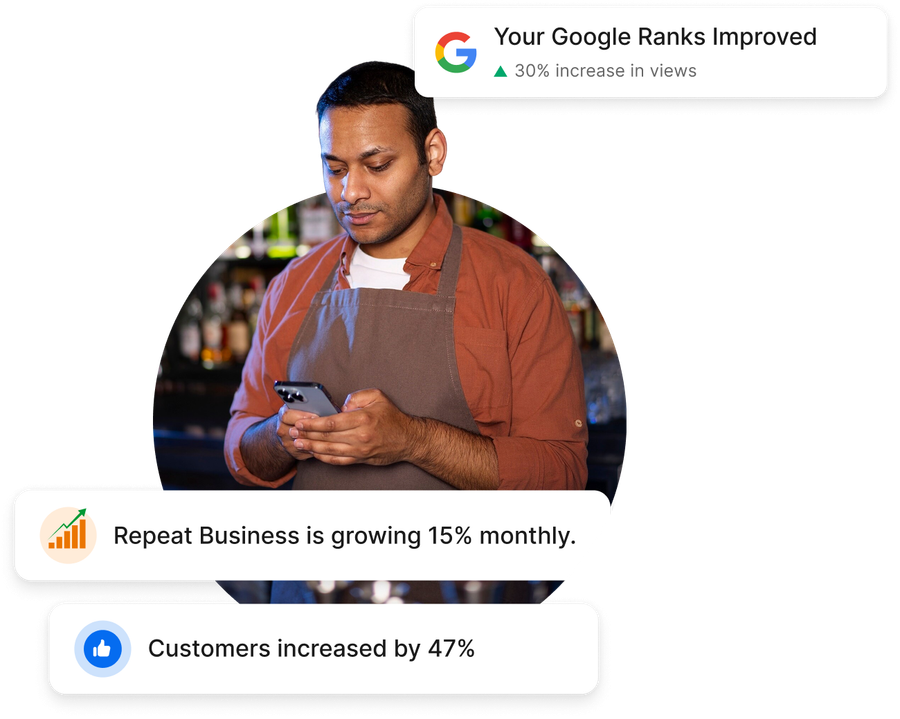 Your Google Ranks Improved
30% increase in views
Repeat Business is growing 15% monthly.
Customers increased by 47%